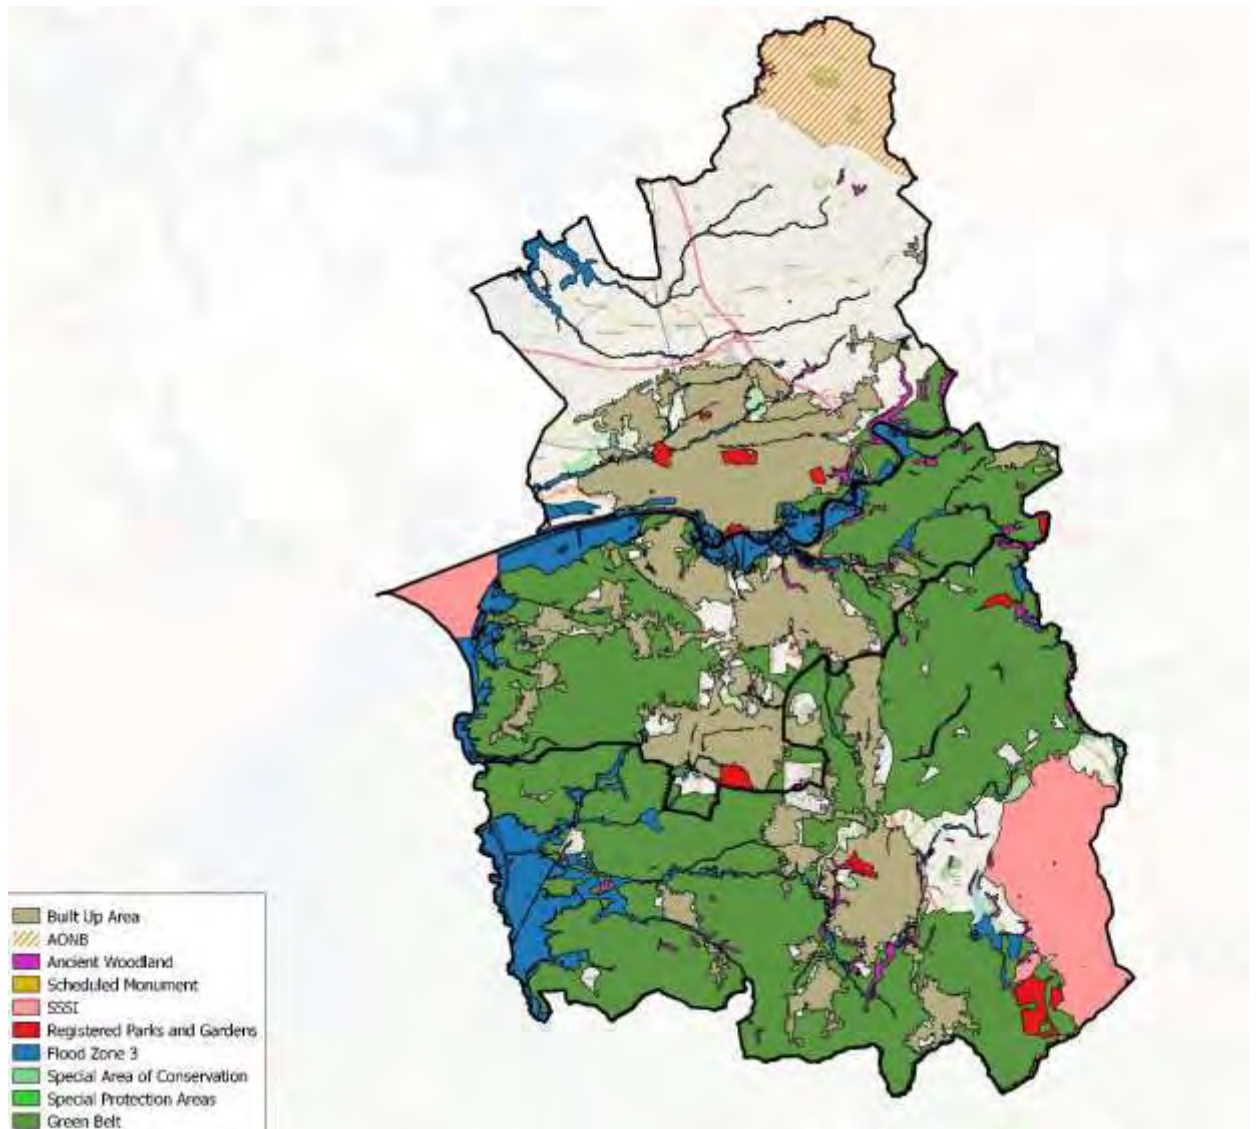 Built Up Area
AONB
Ancient Woodland
Scheduled Monument
SSSI
Registered Parks and Gardens
Flood Zone 3
Special Area of Conservation
Special Protection Areas
Green Belt